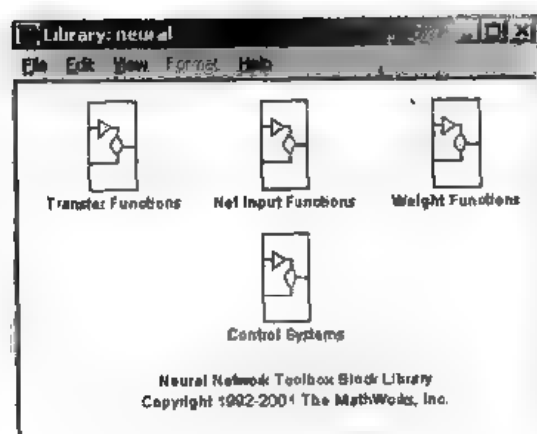 Library: neural
File Edit View Format Help
Transfer Functions Net Input Functions Weight Functions
Control Systems
Neural Network Toolbox Block Library
Copyright 1992-2001 The MathWorks, Inc.